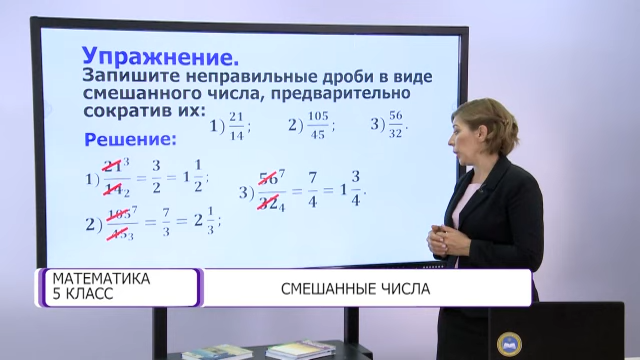 Упражнение.
Запишите неправильные дроби в виде
смешанного числа, предварительно
сократив их:
1) 21/14; 2) 105/45; 3) 56/32.
Решение:
1) 21³/14₂ = 3/2 = 1 1/2;
2) 105⁷/45₃ = 7/3 = 2 1/3;
3) 56⁷/32₄ = 7/4 = 1 3/4.
МАТЕМАТИКА
5 КЛАСС
СМЕШАННЫЕ ЧИСЛА